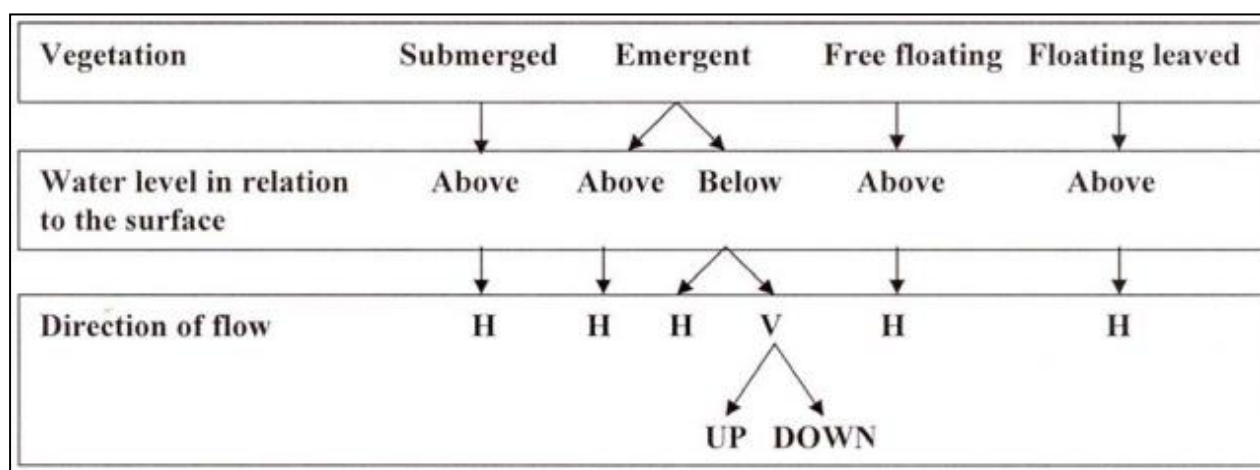 Vegetation Submerged Emergent Free floating Floating leaved
Water level in relation Above Above Below Above Above
to the surface
Direction of flow H H H V H H
UP DOWN